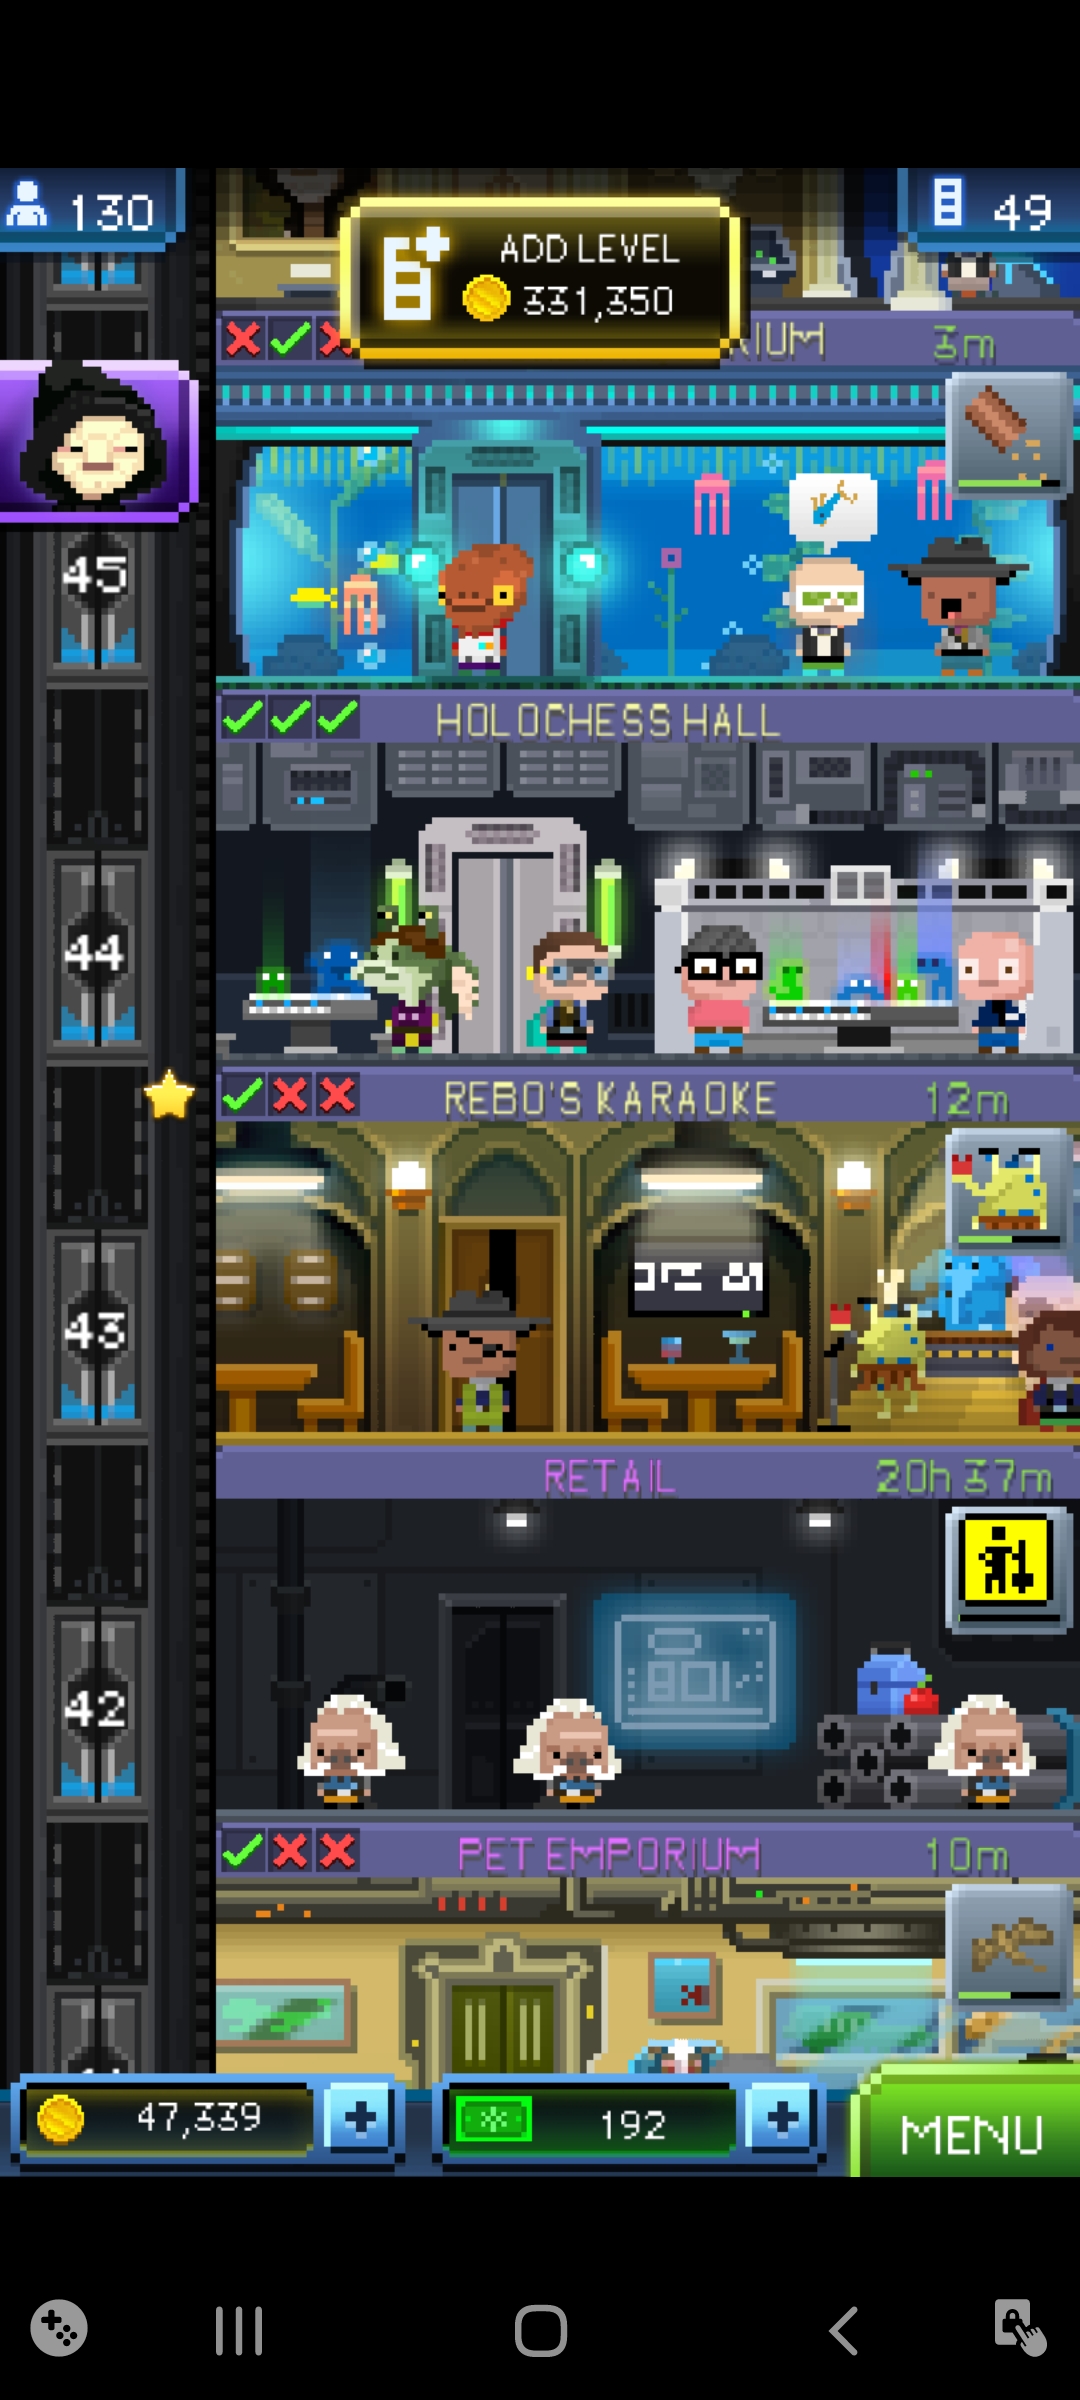 130
49
ADD LEVEL
331,350
RIUM 3m
45
HOLOCHESS HALL
44
REBO'S KARAOKE 12m
43
RETAIL 20h 37m
42
PET EMPORIUM 10m
47,339
192
MENU